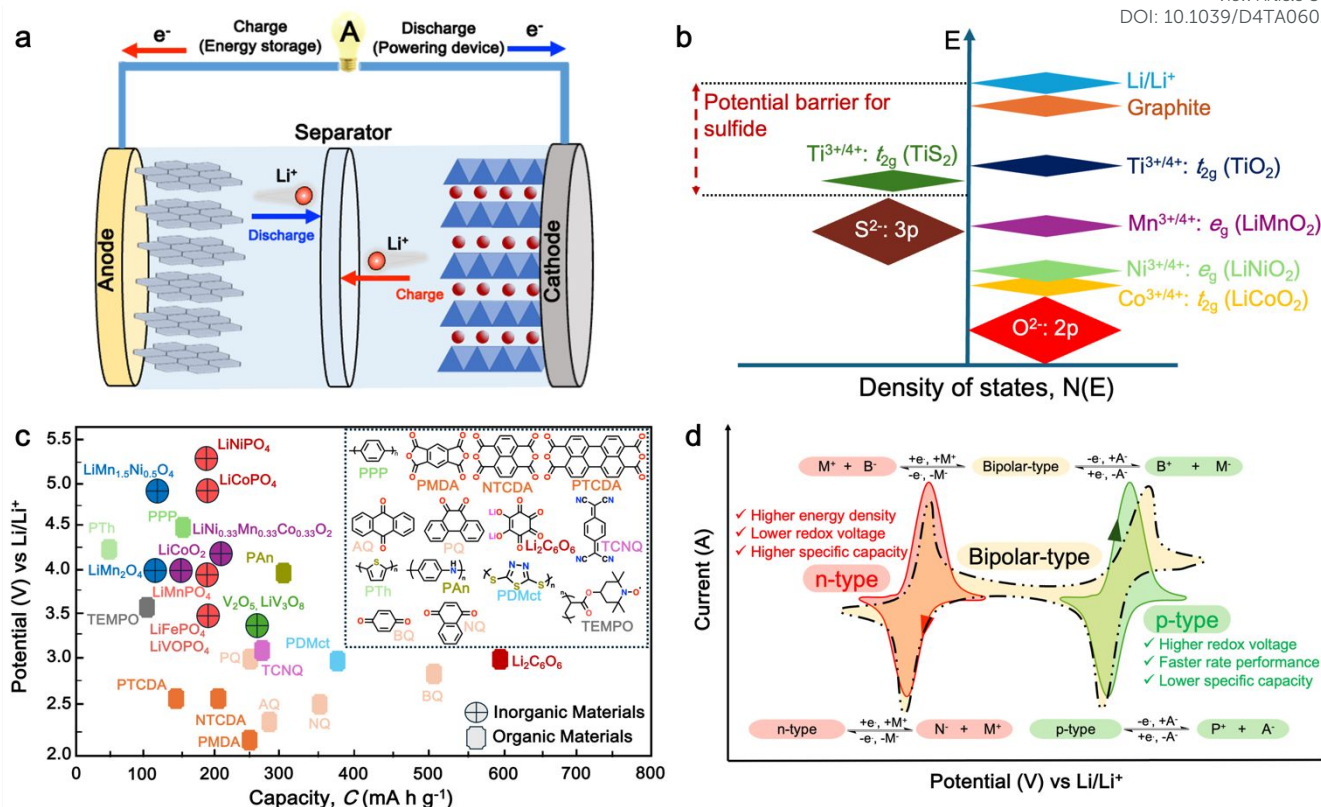 DOI: 10.1039/D4TA060
a
e⁻
Charge
(Energy storage)
A
Discharge
(Powering device)
e⁻
Separator
Anode
Li⁺
Discharge
Li⁺
Charge
Cathode
b
E
Potential barrier for
sulfide
Li/Li⁺
Graphite
Ti³⁺/⁴⁺: t₂g (TiS₂)
Ti³⁺/⁴⁺: t₂g (TiO₂)
S²⁻: 3p
Mn³⁺/⁴⁺: eg (LiMnO₂)
Ni³⁺/⁴⁺: eg (LiNiO₂)
Co³⁺/⁴⁺: t₂g (LiCoO₂)
O²⁻: 2p
Density of states, N(E)
c
Potential (V) vs Li/Li⁺
5.5
5.0
4.5
4.0
3.5
3.0
2.5
2.0
LiNiPO₄
LiMn₁.₅Ni₀.₅O₄
LiCoPO₄
PPP
PTh
LiNi₀.₃₃Mn₀.₃₃Co₀.₃₃O₂
LiCoO₂
PAn
LiMn₂O₄
LiMnPO₄
TEMPO
V₂O₅, LiV₃O₈
LiFePO₄
LiVOPO₄
PQ
TCNQ
PDMct
Li₂C₆O₆
PTCDA
NTCDA
AQ
NQ
BQ
PMDA
Inorganic Materials
Organic Materials
PPP
PMDA
NTCDA
PTCDA
AQ
PQ
Li₂C₆O₆
TCNQ
PTh
PAn
PDMct
TEMPO
BQ
NQ
0 100 200 300 400 500 600 700 800
Capacity, C (mA h g⁻¹)
d
Current (A)
M⁺ + B⁻
+e⁻, +M⁺
-e⁻, -M⁺
Bipolar-type
-e⁻, +A⁻
+e⁻, -A⁻
B⁺ + M⁻
✓ Higher energy density
✓ Lower redox voltage
✓ Higher specific capacity
n-type
Bipolar-type
p-type
✓ Higher redox voltage
✓ Faster rate performance
✓ Lower specific capacity
n-type
+e⁻, +M⁺
-e⁻, -M⁺
N⁻ + M⁺
p-type
-e⁻, +A⁻
+e⁻, -A⁻
P⁺ + A⁻
Potential (V) vs Li/Li⁺